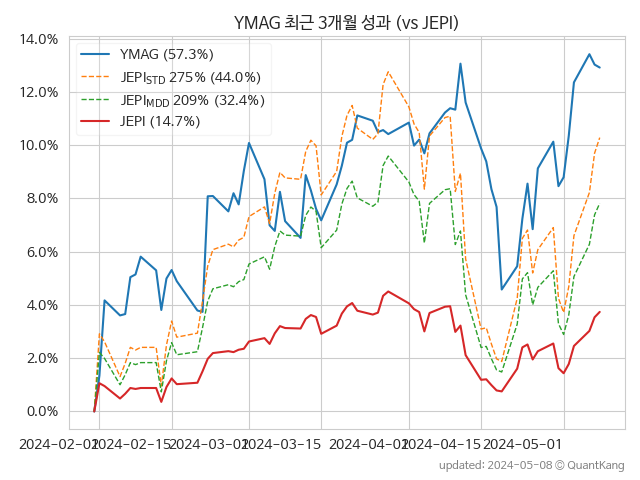 YMAG 최근 3개월 성과 (vs JEPI)
14.0%
12.0%
10.0%
8.0%
6.0%
4.0%
2.0%
0.0%
YMAG (57.3%)
JEPI_STD 275% (44.0%)
JEPI_MDD 209% (32.4%)
JEPI (14.7%)
2024-02-01 2024-02-15 2024-03-01 2024-03-15 2024-04-01 2024-04-15 2024-05-01
updated: 2024-05-08 © QuantKang